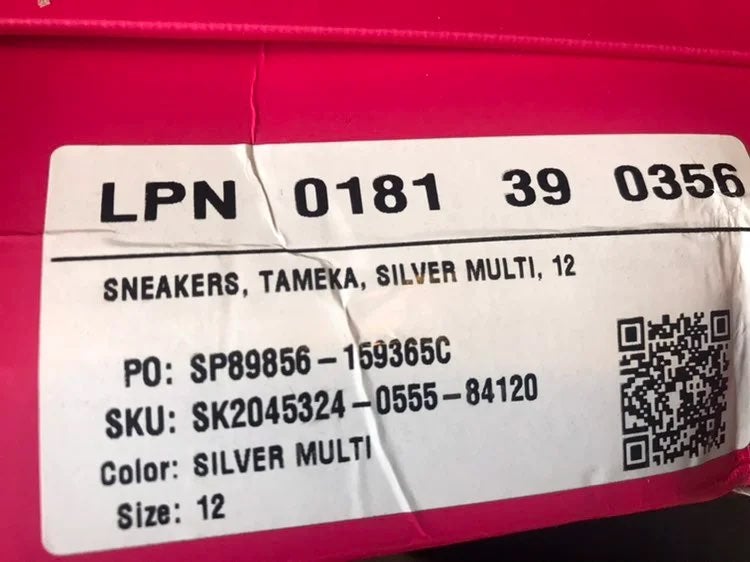 LPN 0181 39 0356
SNEAKERS, TAMEKA, SILVER MULTI, 12
PO: SP89856-159365C
SKU: SK2045324-0555-84120
Color: SILVER MULTI
Size: 12